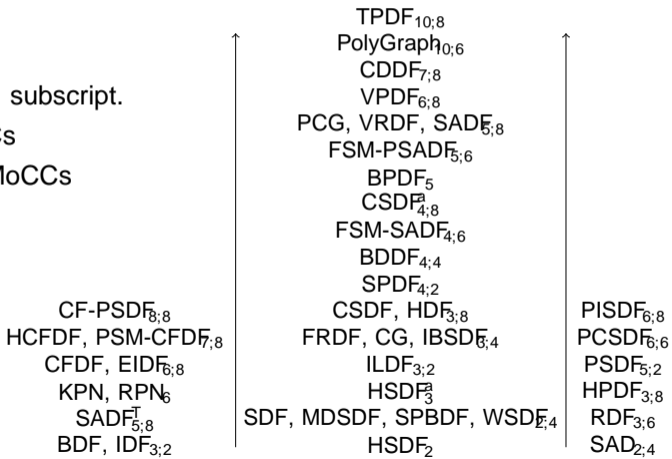 TPDF10;8
PolyGraph10;6
CDDF7;8
subscript.
VPDF6;8
PCG, VRDF, SADF5;8
Cs
FSM-PSADF5;6
MoCCs
BPDF5
CSDFa4;8
FSM-SADF4;6
BDDF4;4
SPDF4;2
CF-PSDF8;8 CSDF, HDF3;8 PISDF6;8
HCFDF, PSM-CFDF7;8 FRDF, CG, IBSDF3;4 PCSDF6;6
CFDF, EIDF6;8 ILDF3;2 PSDF5;2
KPN, RPN6 HSDFa3 HPDF3;8
SADFT5;8 SDF, MDSDF, SPBDF, WSDF2;4 RDF3;6
BDF, IDF3;2 HSDF2 SAD2;4